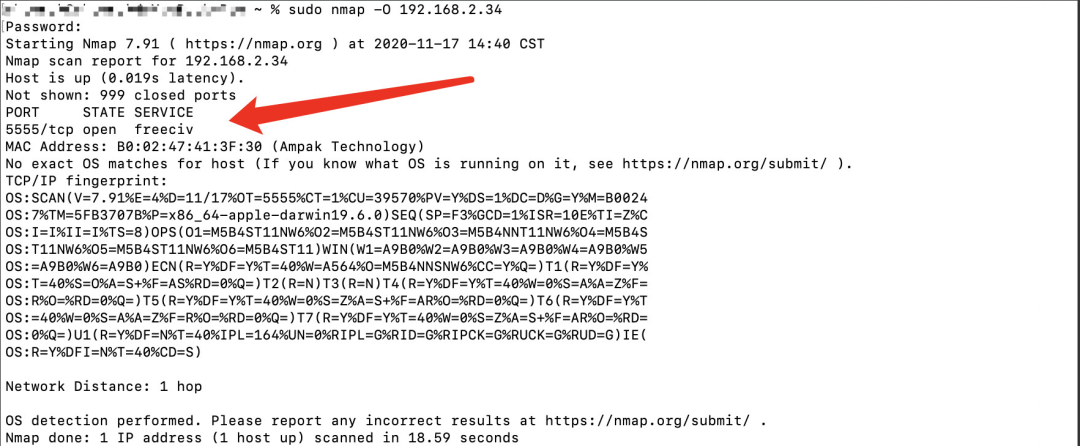 ~ % sudo nmap -O 192.168.2.34
Password:
Starting Nmap 7.91 ( https://nmap.org ) at 2020-11-17 14:40 CST
Nmap scan report for 192.168.2.34
Host is up (0.019s latency).
Not shown: 999 closed ports
PORT     STATE SERVICE
5555/tcp open  freeciv
MAC Address: B0:02:47:41:3F:30 (Ampak Technology)
No exact OS matches for host (If you know what OS is running on it, see https://nmap.org/submit/ ).
TCP/IP fingerprint:
OS:SCAN(V=7.91%E=4%D=11/17%OT=5555%CT=1%CU=39570%PV=Y%DS=1%DC=D%G=Y%M=B0024
OS:7%TM=5FB3707B%P=x86_64-apple-darwin19.6.0)SEQ(SP=F3%GCD=1%ISR=10E%TI=Z%C
OS:I=I%II=I%TS=8)OPS(O1=M5B4ST11NW6%O2=M5B4ST11NW6%O3=M5B4NNT11NW6%O4=M5B4S
OS:T11NW6%O5=M5B4ST11NW6%O6=M5B4ST11)WIN(W1=A9B0%W2=A9B0%W3=A9B0%W4=A9B0%W5
OS:=A9B0%W6=A9B0)ECN(R=Y%DF=Y%T=40%W=A564%O=M5B4NNSNW6%CC=Y%Q=)T1(R=Y%DF=Y%
OS:T=40%S=O%A=S+%F=AS%RD=0%Q=)T2(R=N)T3(R=N)T4(R=Y%DF=Y%T=40%W=0%S=A%A=Z%F=
OS:R%O=%RD=0%Q=)T5(R=Y%DF=Y%T=40%W=0%S=Z%A=S+%F=AR%O=%RD=0%Q=)T6(R=Y%DF=Y%T
OS:=40%W=0%S=A%A=Z%F=R%O=%RD=0%Q=)T7(R=Y%DF=Y%T=40%W=0%S=Z%A=S+%F=AR%O=%RD=
OS:0%Q=)U1(R=Y%DF=N%T=40%IPL=164%UN=0%RIPL=G%RID=G%RIPCK=G%RUCK=G%RUD=G)IE(
OS:R=Y%DFI=N%T=40%CD=S)
Network Distance: 1 hop
OS detection performed. Please report any incorrect results at https://nmap.org/submit/ .
Nmap done: 1 IP address (1 host up) scanned in 18.59 seconds